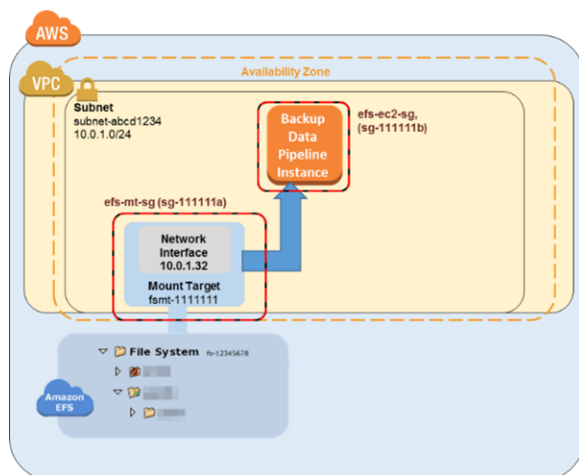 AWS
VPC
Availability Zone
Subnet
subnet-abcd1234
10.0.1.0/24
Backup
Data
Pipeline
Instance
efs-ec2-sg,
(sg-111111b)
efs-mt-sg (sg-111111a)
Network
Interface
10.0.1.32
Mount Target
fsmt-1111111
File System fs-12345678
Amazon
EFS